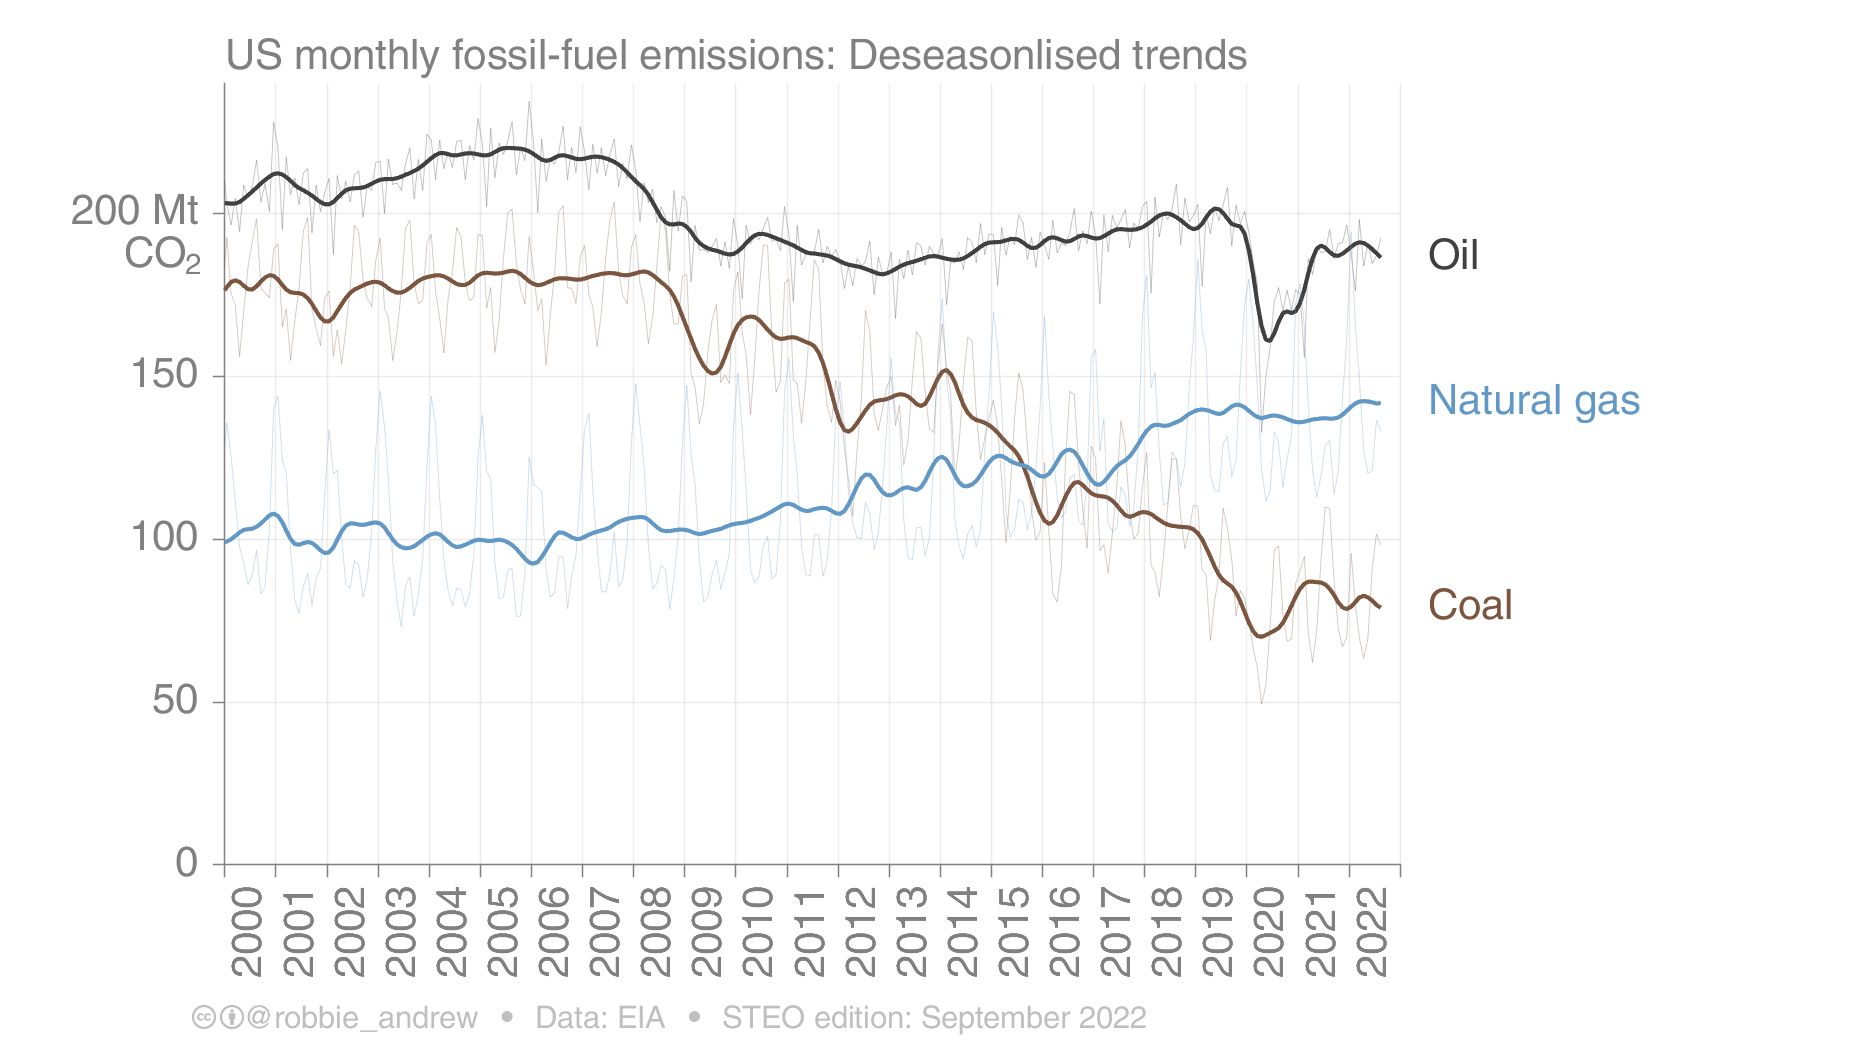 US monthly fossil-fuel emissions: Deseasonlised trends
200 Mt
CO₂
150
100
50
0
Oil
Natural gas
Coal
2000 2001 2002 2003 2004 2005 2006 2007 2008 2009 2010 2011 2012 2013 2014 2015 2016 2017 2018 2019 2020 2021 2022
cc @robbie_andrew • Data: EIA • STEO edition: September 2022